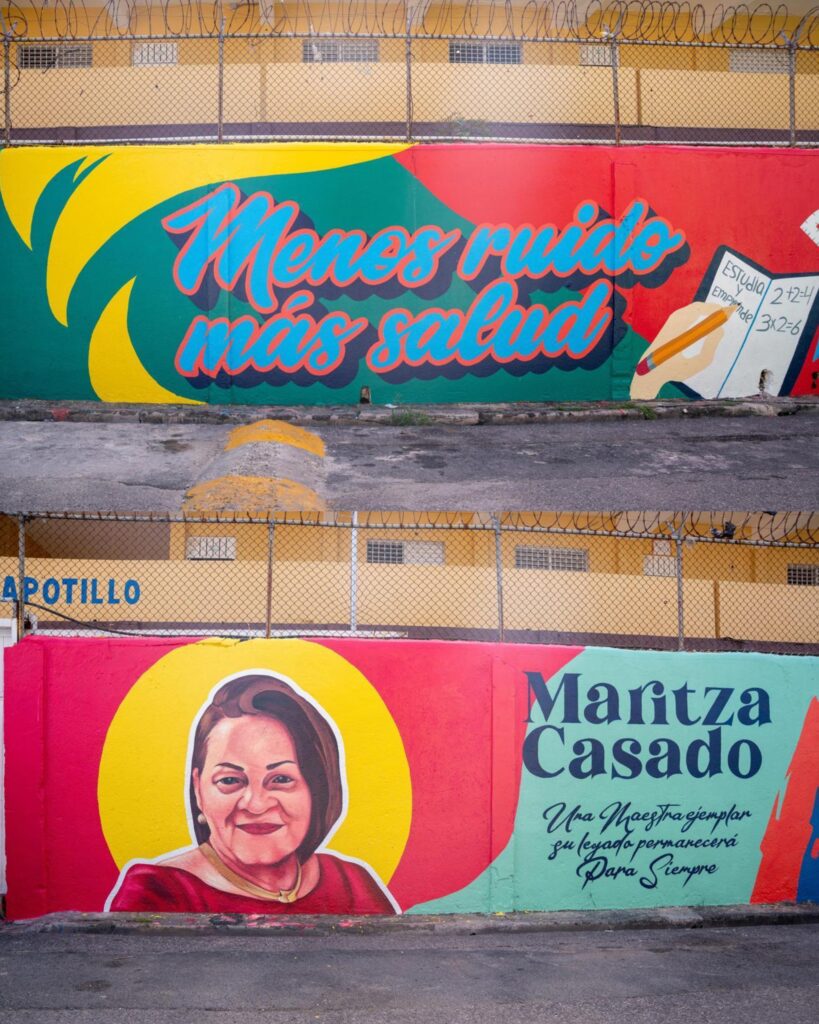 Menos ruido
más salud
Estudia
y
Emprende
2+2=4
3x2=6
APOTILLO
Maritza
Casado
Una Maestra ejemplar
su legado permanecerá
Para Siempre